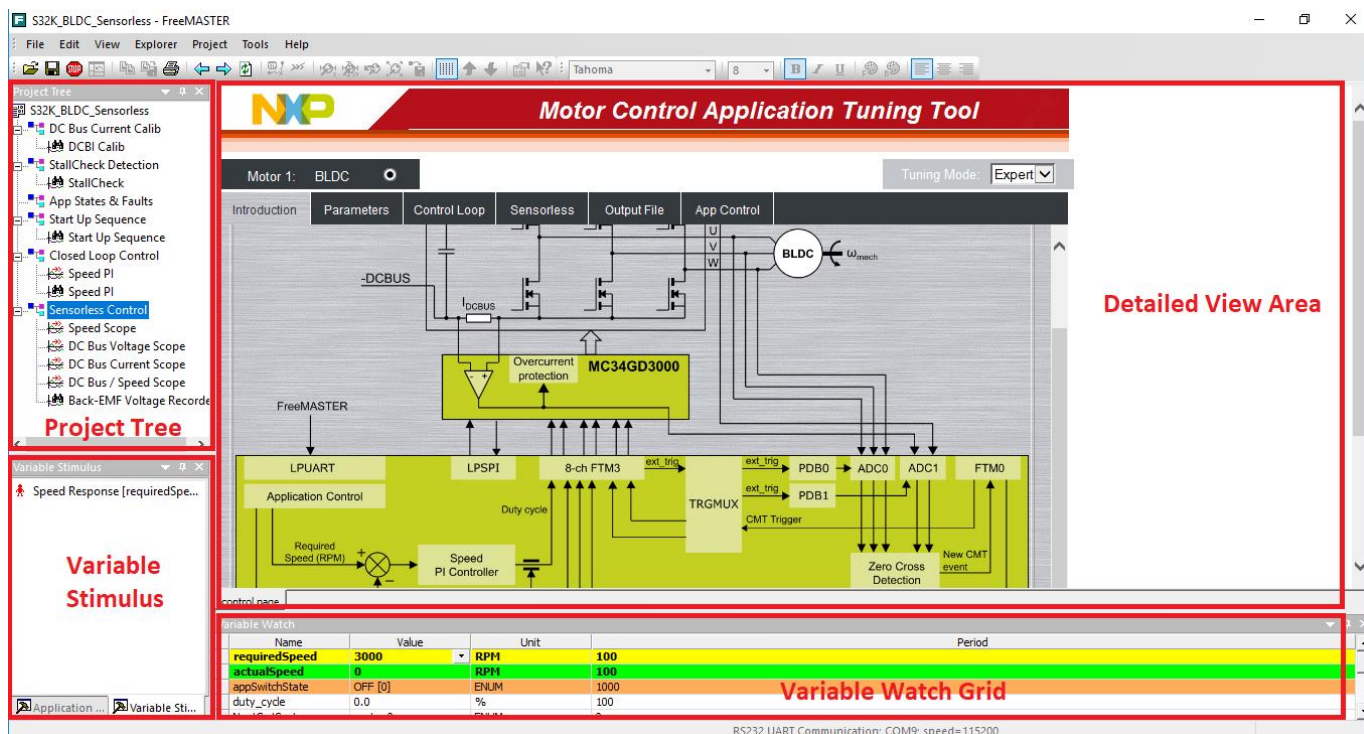 S32K_BLDC_Sensorless - FreeMASTER
File Edit View Explorer Project Tools Help
Tahoma 8 B I U
Project Tree
S32K_BLDC_Sensorless
DC Bus Current Calib
DCBI Calib
StallCheck Detection
StallCheck
App States & Faults
Start Up Sequence
Start Up Sequence
Closed Loop Control
Speed PI
Speed PI
Sensorless Control
Speed Scope
DC Bus Voltage Scope
DC Bus Current Scope
DC Bus / Speed Scope
Back-EMF Voltage Recorde
Project Tree
Variable Stimulus
Speed Response [requiredSpe...
Variable
Stimulus
Application ... Variable Sti...
NXP
Motor Control Application Tuning Tool
Motor 1: BLDC
Tuning Mode: Expert
Introduction Parameters Control Loop Sensorless Output File App Control
U
V
W
BLDC
ωmech
-DCBUS
IDCBUS
Overcurrent
protection
MC34GD3000
FreeMASTER
LPUART
LPSPI
8-ch FTM3
ext_trig
TRGMUX
ext_trig
PDB0
ADC0
ADC1
FTM0
ext_trig
PDB1
CMT Trigger
Application Control
Duty cycle
Required
Speed (RPM)
+
−
Speed
PI Controller
Zero Cross
Detection
New CMT
event
Detailed View Area
control page
Variable Watch
Name Value Unit Period
requiredSpeed 3000 RPM 100
actualSpeed 0 RPM 100
appSwitchState OFF [0] ENUM 1000
duty_cycle 0.0 % 100
Variable Watch Grid
RS232 UART Communication; COM9; speed=115200